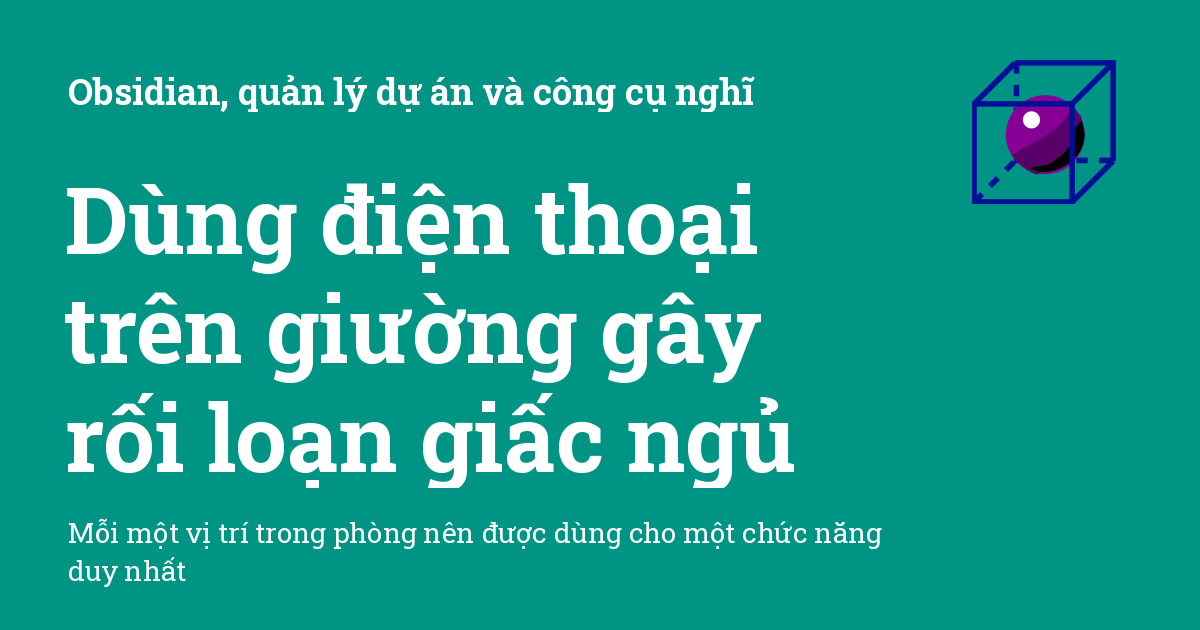 Obsidian, quản lý dự án và công cụ nghĩ
Dùng điện thoại
trên giường gây
rối loạn giấc ngủ
Mỗi một vị trí trong phòng nên được dùng cho một chức năng
duy nhất